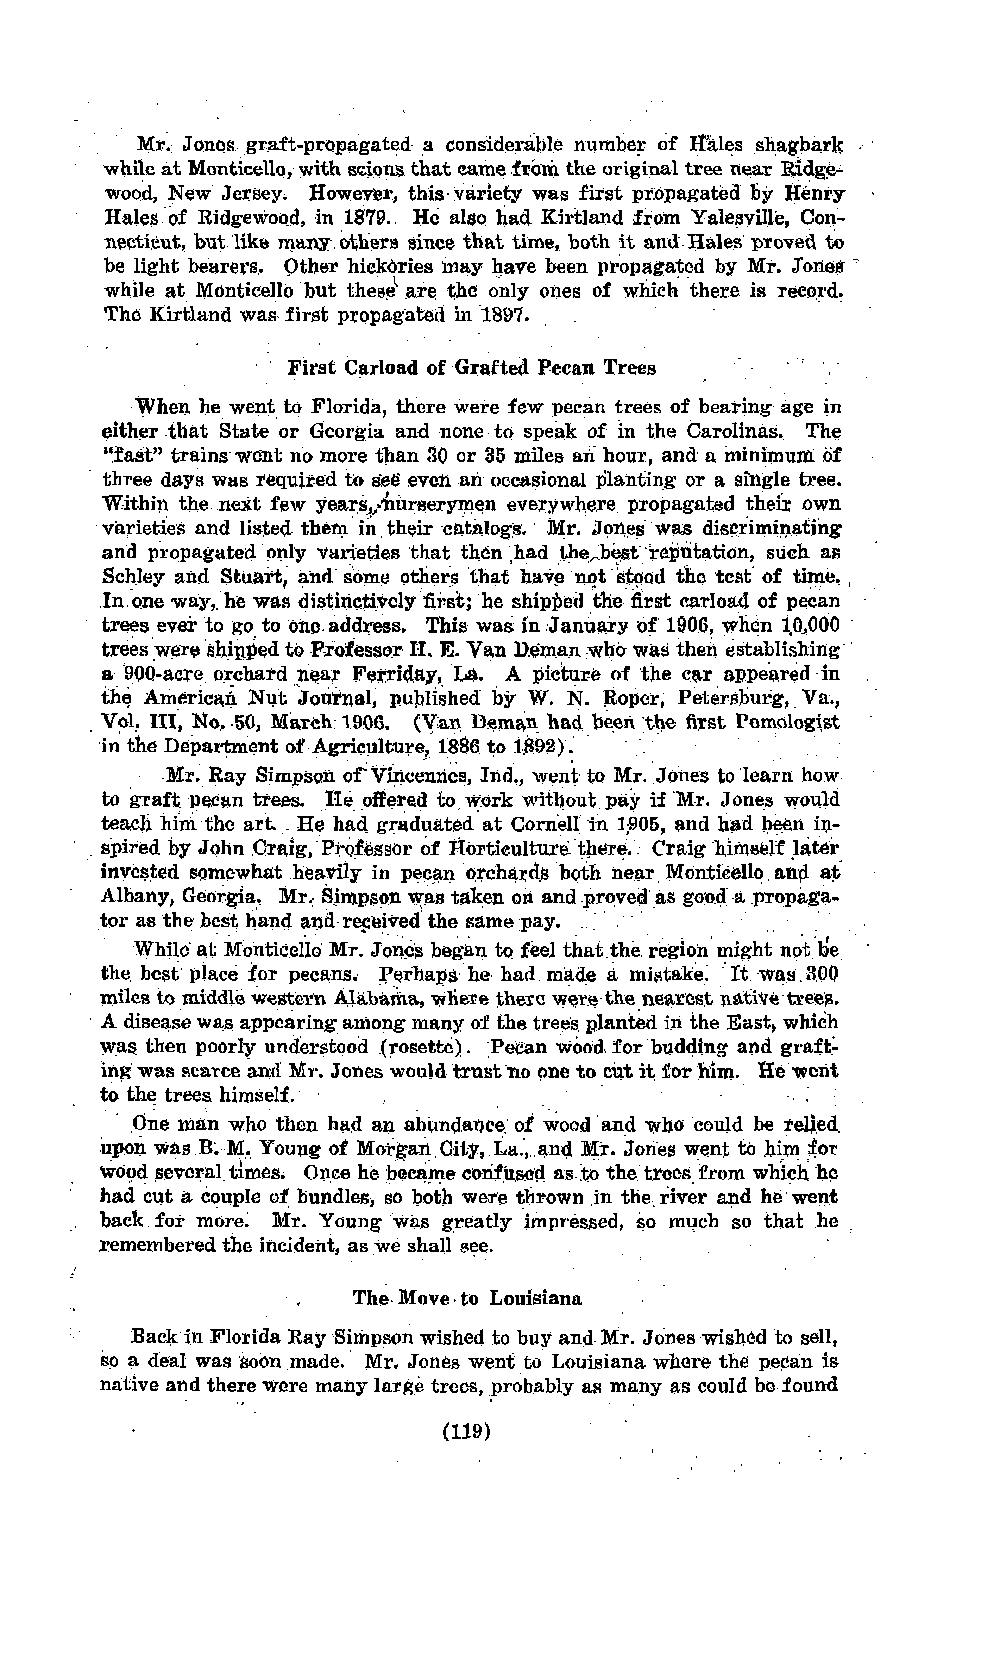 Mr. Jones graft-propagated a considerable number of Hales shagbark
while at Monticello, with scions that came from the original tree near Ridge-
wood, New Jersey. However, this variety was first propagated by Henry
Hales of Ridgewood, in 1879. He also had Kirtland from Yalesville, Con-
necticut, but like many others since that time, both it and Hales proved to
be light bearers. Other hickories may have been propagated by Mr. Jones
while at Monticello but these are the only ones of which there is record.
The Kirtland was first propagated in 1897.
First Carload of Grafted Pecan Trees
When he went to Florida, there were few pecan trees of bearing age in
either that State or Georgia and none to speak of in the Carolinas. The
"fast" trains went no more than 30 or 35 miles an hour, and a minimum of
three days was required to see even an occasional planting or a single tree.
Within the next few years, nurserymen everywhere propagated their own
varieties and listed them in their catalogs. Mr. Jones was discriminating
and propagated only varieties that then had the best reputation, such as
Schley and Stuart, and some others that have not stood the test of time.
In one way, he was distinctively first; he shipped the first carload of pecan
trees ever to go to one address. This was in January of 1906, when 10,000
trees were shipped to Professor H. E. Van Deman who was then establishing
a 900-acre orchard near Ferriday, La. A picture of the car appeared in
the American Nut Journal, published by W. N. Roper, Petersburg, Va.,
Vol. III, No. 50, March 1906. (Van Deman had been the first Pomologist
in the Department of Agriculture, 1886 to 1892).
Mr. Ray Simpson of Vincennes, Ind., went to Mr. Jones to learn how
to graft pecan trees. He offered to work without pay if Mr. Jones would
teach him the art. He had graduated at Cornell in 1905, and had been in-
spired by John Craig, Professor of Horticulture there. Craig himself later
invested somewhat heavily in pecan orchards both near Monticello and at
Albany, Georgia. Mr. Simpson was taken on and proved as good a propaga-
tor as the best hand and received the same pay.
While at Monticello Mr. Jones began to feel that the region might not be
the best place for pecans. Perhaps he had made a mistake. It was 300
miles to middle western Alabama, where there were the nearest native trees.
A disease was appearing among many of the trees planted in the East, which
was then poorly understood (rosette). Pecan wood for budding and graft-
ing was scarce and Mr. Jones would trust no one to cut it for him. He went
to the trees himself.
One man who then had an abundance of wood and who could be relied
upon was B. M. Young of Morgan City, La., and Mr. Jones went to him for
wood several times. Once he became confused as to the trees from which he
had cut a couple of bundles, so both were thrown in the river and he went
back for more. Mr. Young was greatly impressed, so much so that he
remembered the incident, as we shall see.
The Move to Louisiana
Back in Florida Ray Simpson wished to buy and Mr. Jones wished to sell,
so a deal was soon made. Mr. Jones went to Louisiana where the pecan is
native and there were many large trees, probably as many as could be found
(119)